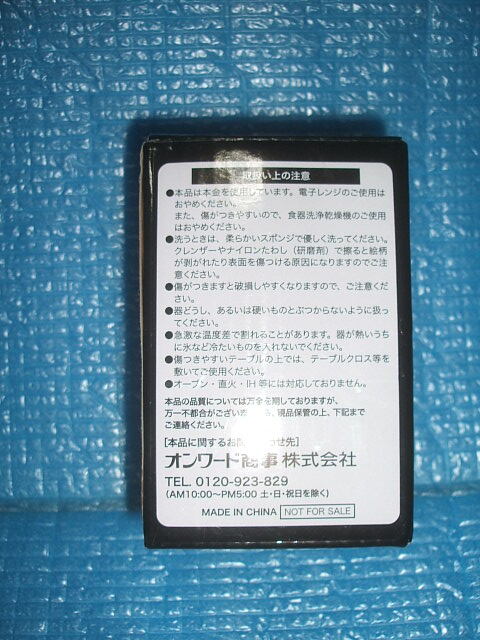 取扱い上の注意
●本品は本金を使用しています。電子レンジのご使用は
おやめください。
また、傷がつきやすいので、食器洗浄乾燥機のご使用
はおやめください。
●洗うときは、柔らかいスポンジで優しく洗ってください。
クレンザーやナイロンたわし（研磨剤）で擦ると絵柄
が剥がれたり表面を傷つける原因になりますのでご注
意ください。
●傷がつきますと破損しやすくなりますので、ご注意くだ
さい。
●器どうし、あるいは硬いものとぶつからないように扱っ
てください。
●急激な温度差で割れることがあります。器が熱いうち
に氷など冷たいものを入れないでください。
●傷つきやすいテーブルの上では、テーブルクロス等を
敷いてご使用ください。
●オーブン・直火・IH 等には対応しておりません。
本品の品質については万全を期しておりますが、
万一不都合がござい、現品保管の上、下記まで
ご連絡ください。
［本品に関するお問わせ先］
オンワード商事株式会社
TEL. 0120-923-829
（AM10:00〜PM5:00 土・日・祝日を除く）
MADE IN CHINA NOT FOR SALE